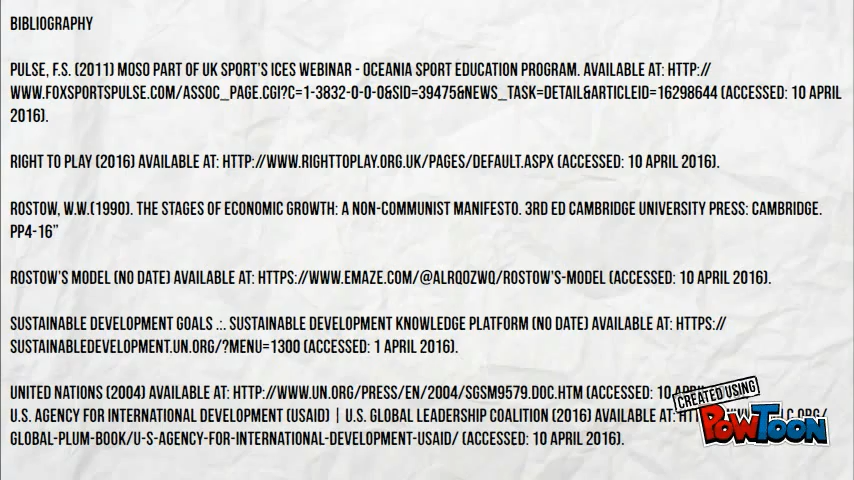 BIBLIOGRAPHY
PULSE, F.S. (2011) MOSO PART OF UK SPORT'S ICES WEBINAR - OCEANIA SPORT EDUCATION PROGRAM. AVAILABLE AT: HTTP://
WWW.FOXSPORTSPULSE.COM/ASSOC_PAGE.CGI?C=1-3832-0-0-0&SID=39475&NEWS_TASK=DETAIL&ARTICLEID=16298644 (ACCESSED: 10 APRIL
2016).
RIGHT TO PLAY (2016) AVAILABLE AT: HTTP://WWW.RIGHTTOPLAY.ORG.UK/PAGES/DEFAULT.ASPX (ACCESSED: 10 APRIL 2016).
ROSTOW, W.W.(1990). THE STAGES OF ECONOMIC GROWTH: A NON-COMMUNIST MANIFESTO. 3RD ED CAMBRIDGE UNIVERSITY PRESS: CAMBRIDGE.
PP4-16"
ROSTOW'S MODEL (NO DATE) AVAILABLE AT: HTTPS://WWW.EMAZE.COM/@ALRQOZWQ/ROSTOW'S-MODEL (ACCESSED: 10 APRIL 2016).
SUSTAINABLE DEVELOPMENT GOALS .:. SUSTAINABLE DEVELOPMENT KNOWLEDGE PLATFORM (NO DATE) AVAILABLE AT: HTTPS://
SUSTAINABLEDEVELOPMENT.UN.ORG/?MENU=1300 (ACCESSED: 1 APRIL 2016).
UNITED NATIONS (2004) AVAILABLE AT: HTTP://WWW.UN.ORG/PRESS/EN/2004/SGSM9579.DOC.HTM (ACCESSED: 10
U.S. AGENCY FOR INTERNATIONAL DEVELOPMENT (USAID) | U.S. GLOBAL LEADERSHIP COALITION (2016) AVAILABLE AT:
GLOBAL-PLUM-BOOK/U-S-AGENCY-FOR-INTERNATIONAL-DEVELOPMENT-USAID/ (ACCESSED: 10 APRIL 2016).
CREATED USING
POWTOON